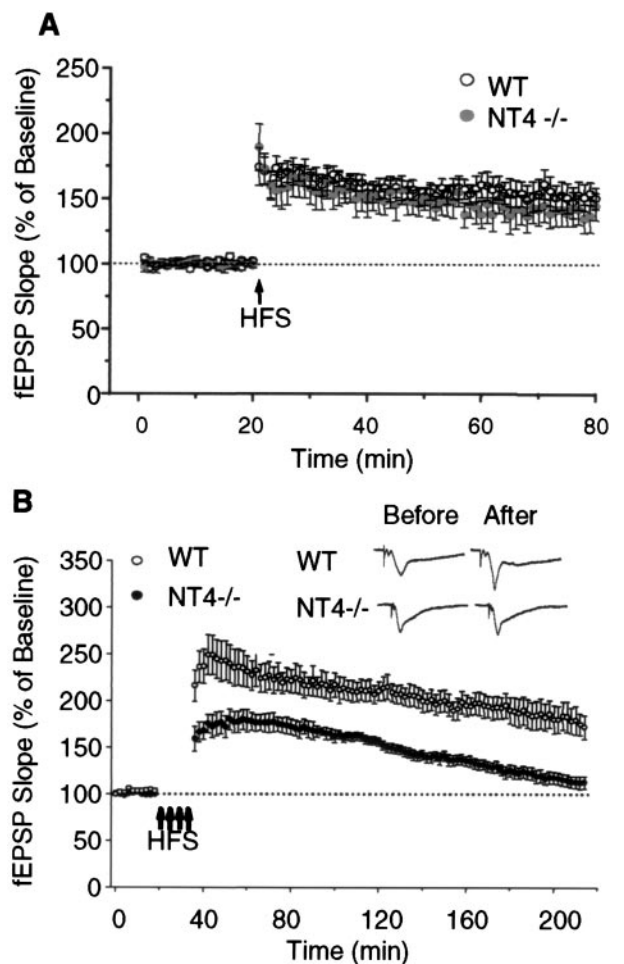 A
fEPSP Slope (% of Baseline)
250
200
150
100
50
0
WT
NT4 -/-
HFS
0 20 40 60 80
Time (min)
B
fEPSP Slope (% of Baseline)
350
300
250
200
150
100
50
0
WT
NT4-/-
Before After
WT
NT4-/-
HFS
0 40 80 120 160 200
Time (min)